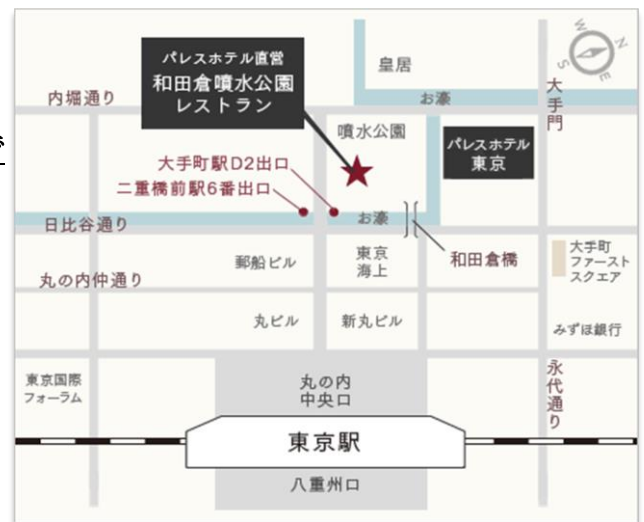 パレスホテル直営
和田倉噴水公園
レストラン
皇居
W
N
S
E
内堀通り
お濠
大手門
噴水公園
パレスホテル
東京
大手町駅D2出口
二重橋前駅6番出口
お濠
日比谷通り
和田倉橋
郵船ビル
東京
海上
大手町
ファースト
スクエア
丸の内仲通り
丸ビル
新丸ビル
みずほ銀行
永代通り
東京国際
フォーラム
丸の内
中央口
東京駅
八重州口